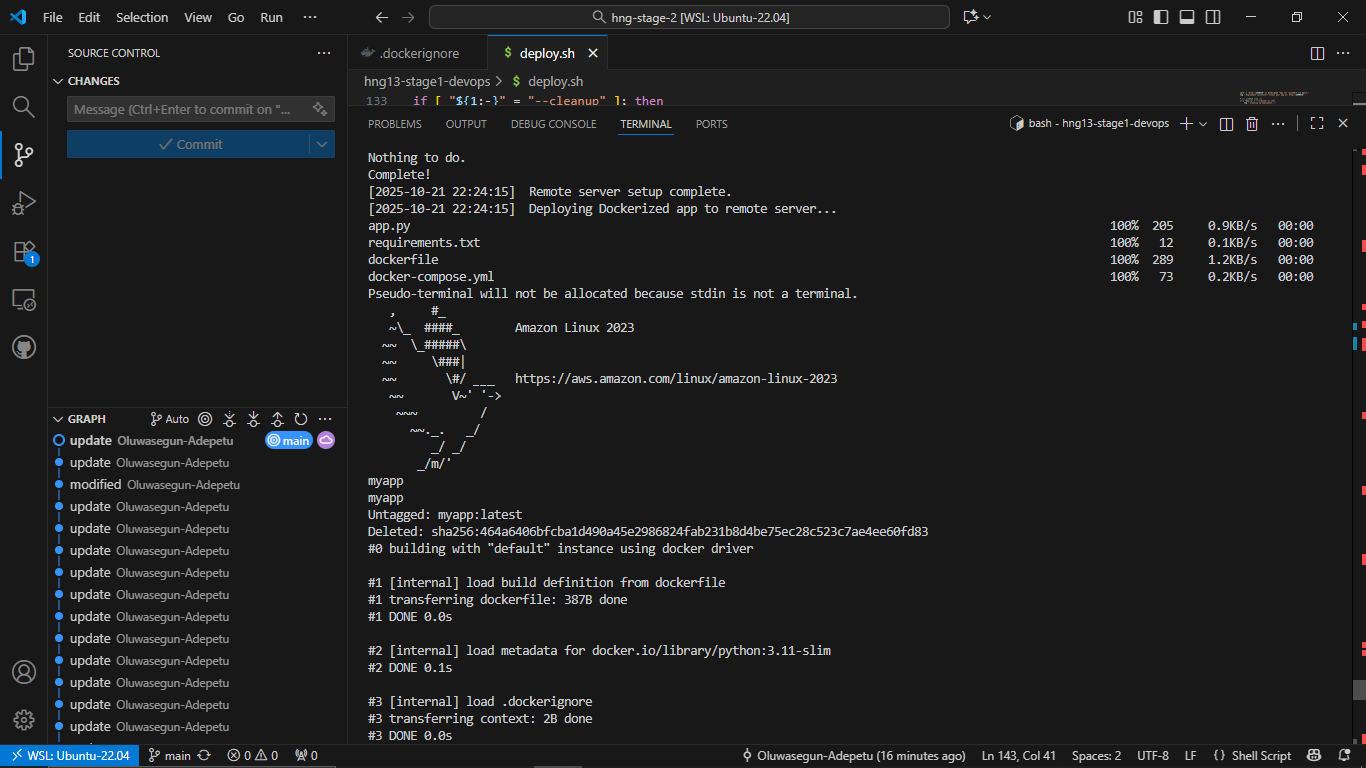 File Edit Selection View Go Run ··· hng-stage-2 [WSL: Ubuntu-22.04]
SOURCE CONTROL ···
CHANGES
Message (Ctrl+Enter to commit on "...
Commit
1
GRAPH Auto ···
update Oluwasegun-Adepetu main
update Oluwasegun-Adepetu
modified Oluwasegun-Adepetu
update Oluwasegun-Adepetu
update Oluwasegun-Adepetu
update Oluwasegun-Adepetu
update Oluwasegun-Adepetu
update Oluwasegun-Adepetu
update Oluwasegun-Adepetu
update Oluwasegun-Adepetu
update Oluwasegun-Adepetu
update Oluwasegun-Adepetu
update Oluwasegun-Adepetu
update Oluwasegun-Adepetu
.dockerignore $ deploy.sh
hng13-stage1-devops > $ deploy.sh
133 if [ "${1:-}" = "--cleanup" ]; then
PROBLEMS OUTPUT DEBUG CONSOLE TERMINAL PORTS bash - hng13-stage1-devops
Nothing to do.
Complete!
[2025-10-21 22:24:15] Remote server setup complete.
[2025-10-21 22:24:15] Deploying Dockerized app to remote server...
app.py 100% 205 0.9KB/s 00:00
requirements.txt 100% 12 0.1KB/s 00:00
dockerfile 100% 289 1.2KB/s 00:00
docker-compose.yml 100% 73 0.2KB/s 00:00
Pseudo-terminal will not be allocated because stdin is not a terminal.
   ,     #_
   ~\_  ####_        Amazon Linux 2023
  ~~  \_#####\
  ~~     \###|
  ~~       \#/ ___   https://aws.amazon.com/linux/amazon-linux-2023
   ~~       V~' '->
    ~~~         /
      ~~._.   _/
         _/ _/
       _/m/'
myapp
myapp
Untagged: myapp:latest
Deleted: sha256:464a6406bfcba1d490a45e2986824fab231b8d4be75ec28c523c7ae4ee60fd83
#0 building with "default" instance using docker driver
#1 [internal] load build definition from dockerfile
#1 transferring dockerfile: 387B done
#1 DONE 0.0s
#2 [internal] load metadata for docker.io/library/python:3.11-slim
#2 DONE 0.1s
#3 [internal] load .dockerignore
#3 transferring context: 2B done
#3 DONE 0.0s
WSL: Ubuntu-22.04 main 0 0 0 Oluwasegun-Adepetu (16 minutes ago) Ln 143, Col 41 Spaces: 2 UTF-8 LF {} Shell Script